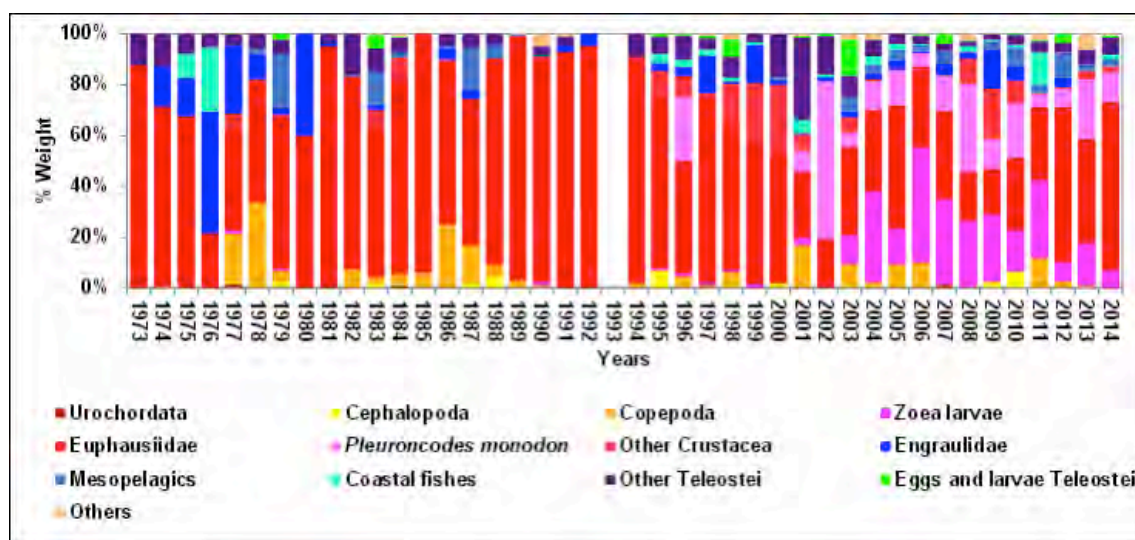 100%
80%
60%
40%
20%
0%
% Weight
1973 1974 1975 1976 1977 1978 1979 1980 1981 1982 1983 1984 1985 1986 1987 1988 1989 1990 1991 1992 1993 1994 1995 1996 1997 1998 1999 2000 2001 2002 2003 2004 2005 2006 2007 2008 2009 2010 2011 2012 2013 2014
Years
Urochordata Cephalopoda Copepoda Zoea larvae
Euphausiidae Pleuroncodes monodon Other Crustacea Engraulidae
Mesopelagics Coastal fishes Other Teleostei Eggs and larvae Teleostei
Others